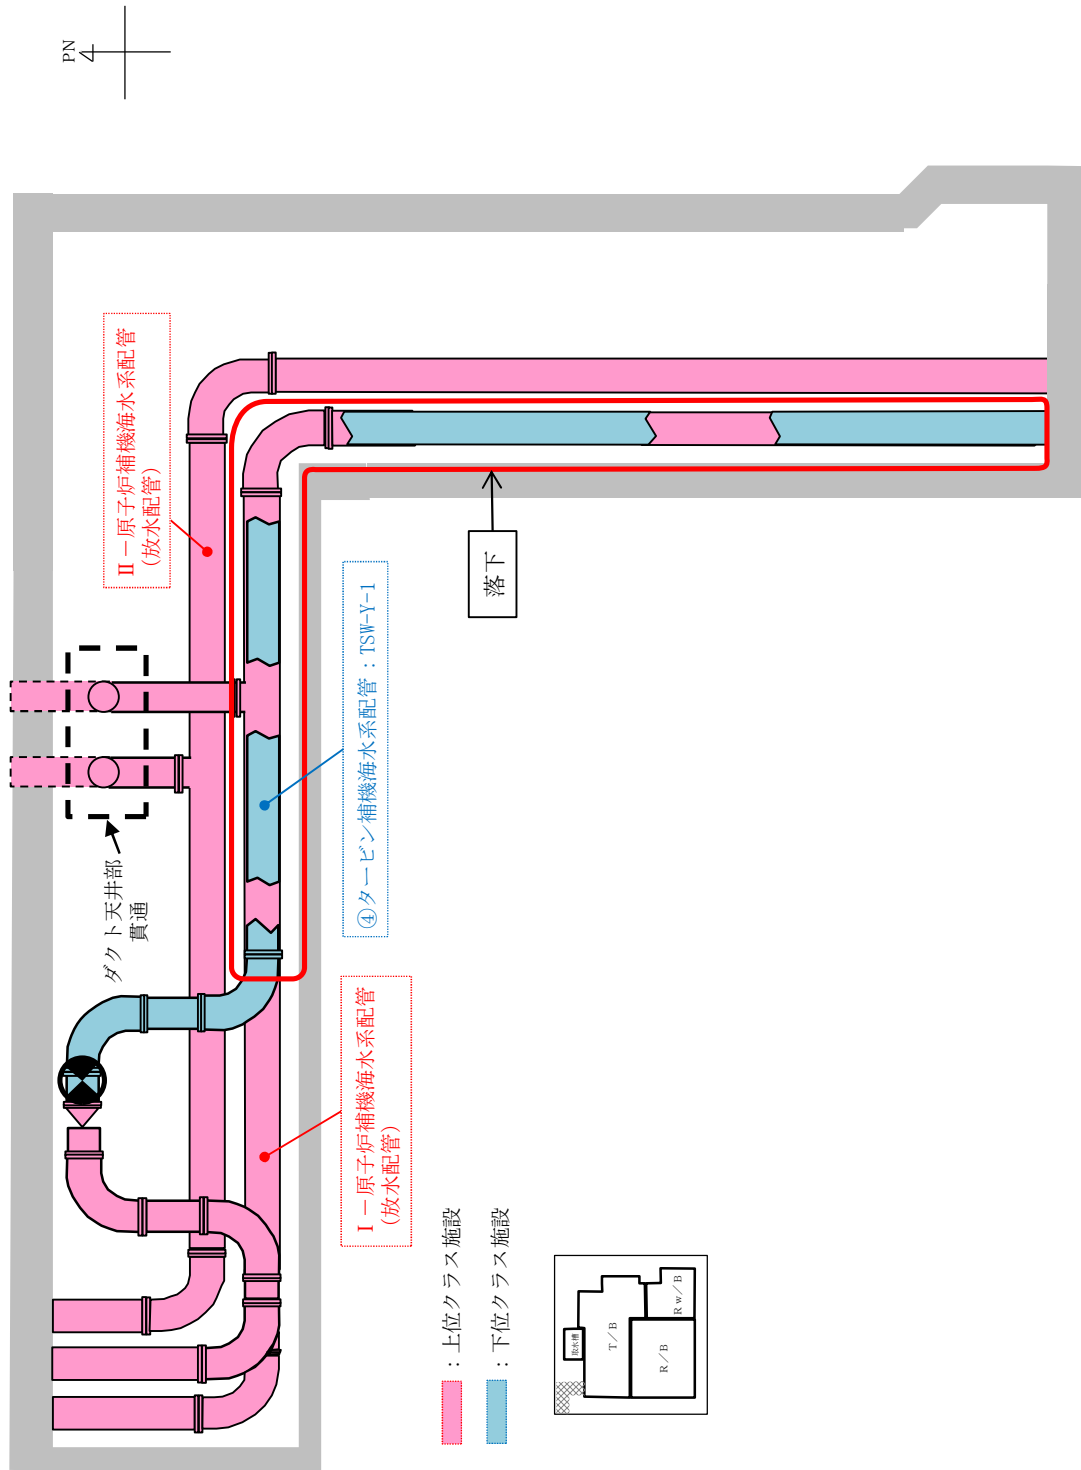 PN
Ⅱ－原子炉補機海水系配管
(放水配管)
ダクト天井部
貫通
④タービン補機海水系配管：TSW-Y-1
落下
Ⅰ－原子炉補機海水系配管
(放水配管)
：上位クラス施設
：下位クラス施設
取水槽
T／B
R／B
Rw／B